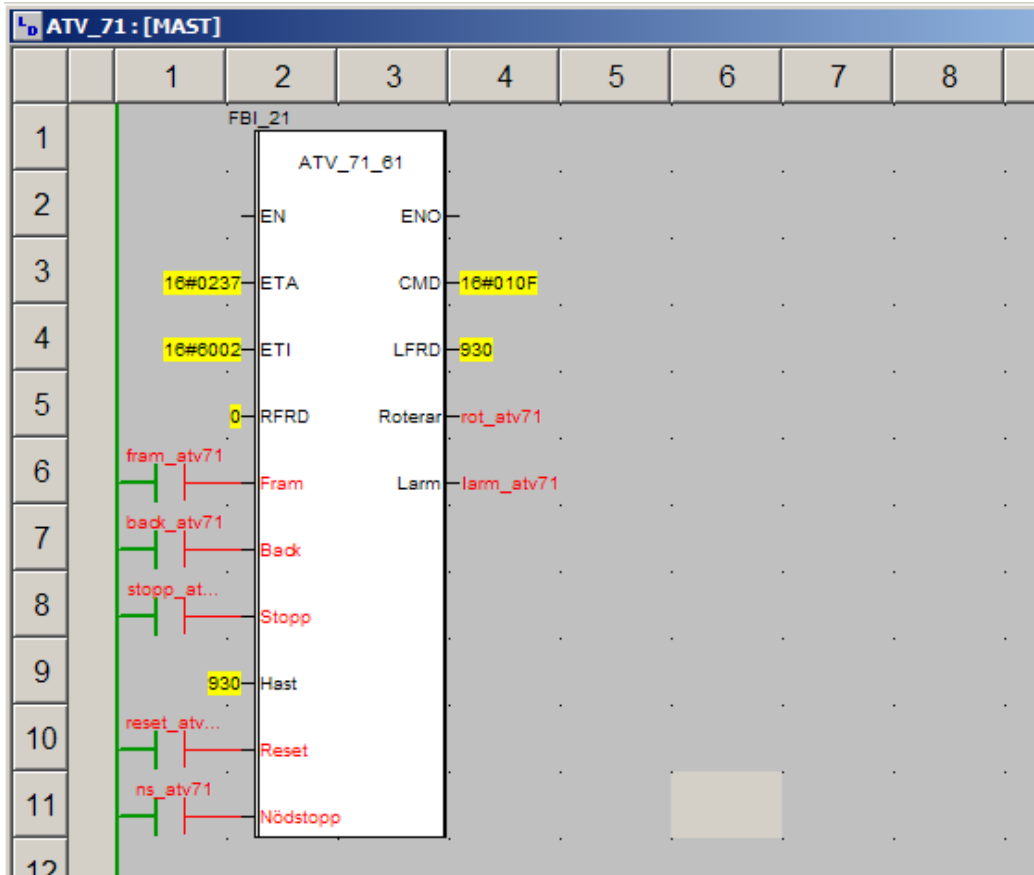 ATV_71 : [MAST]
1 2 3 4 5 6 7 8
FBI_21
1
ATV_71_61
2 EN ENO
3 16#0237 ETA CMD 16#010F
4 16#6002 ETI LFRD 930
5 0 RFRD Roterar rot_atv71
fram_atv71
6 Fram Larm larm_atv71
back_atv71
7 Back
stopp_at...
8 Stopp
9 930 Hast
reset_atv...
10 Reset
ns_atv71
11 Nödstopp
12